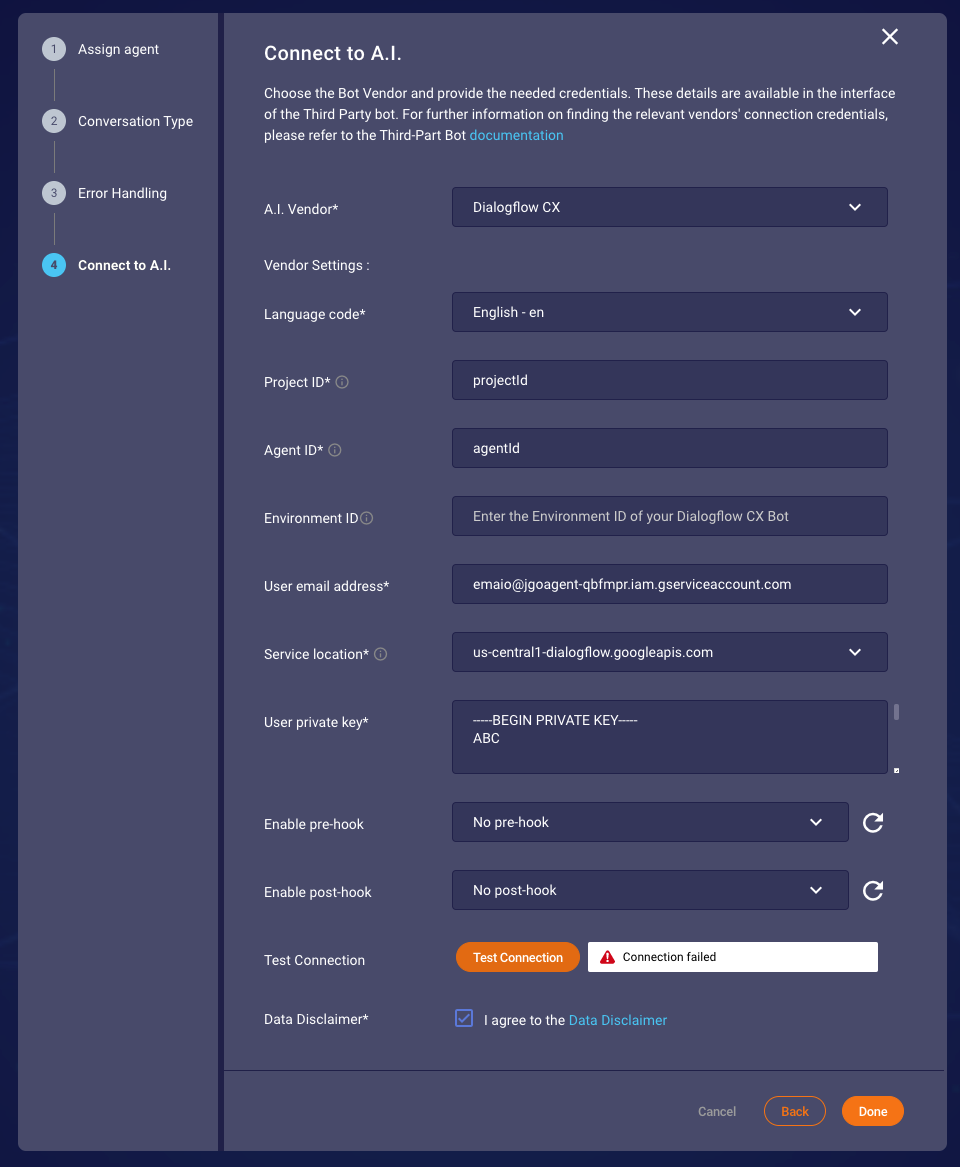 1 Assign agent
2 Conversation Type
3 Error Handling
4 Connect to A.I.
Connect to A.I.
Choose the Bot Vendor and provide the needed credentials. These details are available in the interface
of the Third Party bot. For further information on finding the relevant vendors' connection credentials,
please refer to the Third-Part Bot documentation
A.I. Vendor* Dialogflow CX
Vendor Settings :
Language code* English - en
Project ID* projectId
Agent ID* agentId
Environment ID Enter the Environment ID of your Dialogflow CX Bot
User email address* emaio@jgoagent-qbfmpr.iam.gserviceaccount.com
Service location* us-central1-dialogflow.googleapis.com
User private key* -----BEGIN PRIVATE KEY-----
ABC
Enable pre-hook No pre-hook
Enable post-hook No post-hook
Test Connection Test Connection Connection failed
Data Disclaimer* I agree to the Data Disclaimer
Cancel Back Done